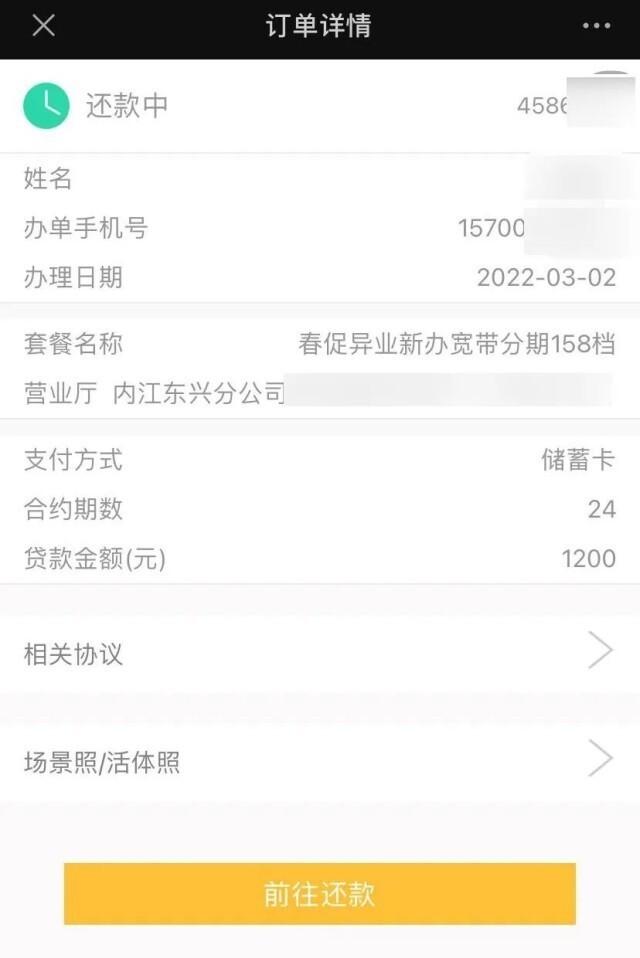 订单详情
还款中 4586
姓名
办单手机号 15700
办理日期 2022-03-02
套餐名称 春促异业新办宽带分期158档
营业厅 内江东兴分公司
支付方式 储蓄卡
合约期数 24
贷款金额(元) 1200
相关协议
场景照/活体照
前往还款